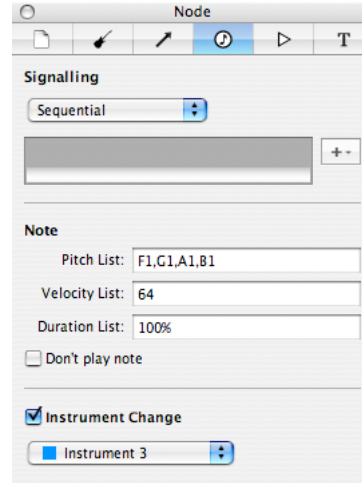 Node
T
Signalling
Sequential
+
Note
Pitch List: F1,G1,A1,B1
Velocity List: 64
Duration List: 100%
Don't play note
Instrument Change
Instrument 3